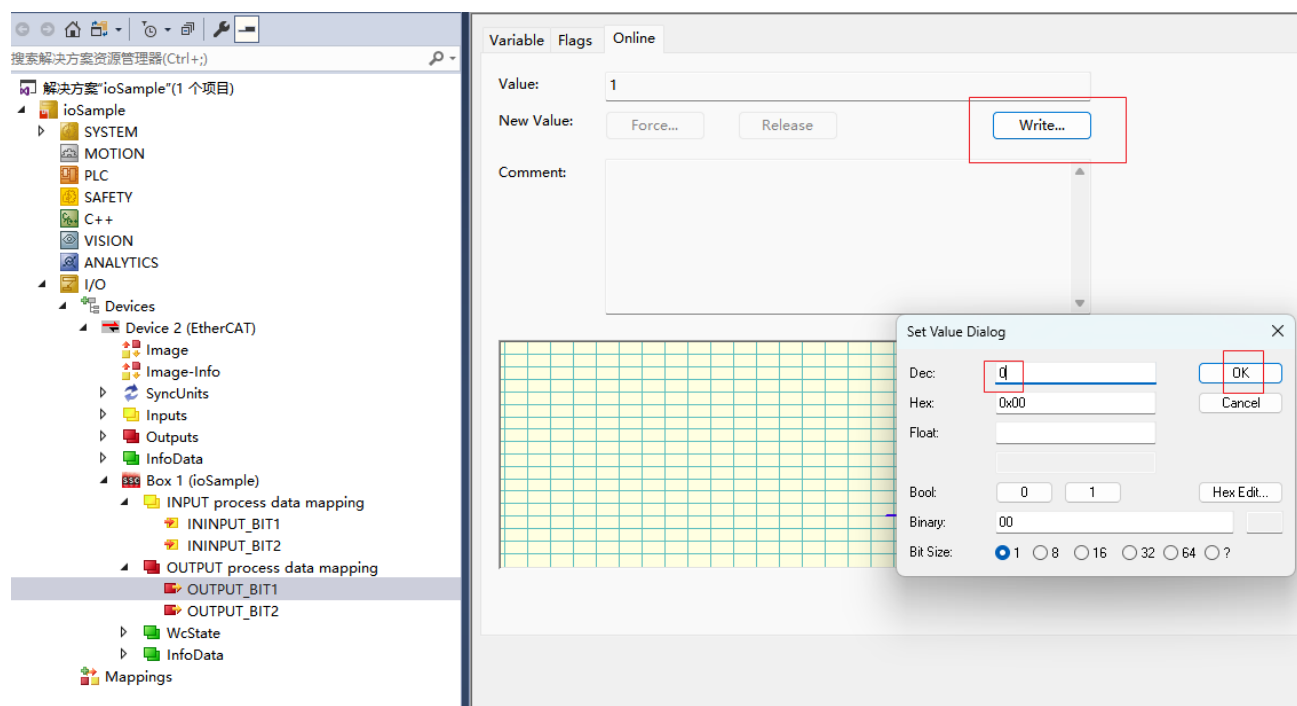 搜索解决方案资源管理器(Ctrl+;)
解决方案"ioSample"(1 个项目)
ioSample
SYSTEM
MOTION
PLC
SAFETY
C++
VISION
ANALYTICS
I/O
Devices
Device 2 (EtherCAT)
Image
Image-Info
SyncUnits
Inputs
Outputs
InfoData
Box 1 (ioSample)
INPUT process data mapping
ININPUT_BIT1
ININPUT_BIT2
OUTPUT process data mapping
OUTPUT_BIT1
OUTPUT_BIT2
WcState
InfoData
Mappings
Variable Flags Online
Value: 1
New Value: Force... Release Write...
Comment:
Set Value Dialog
Dec: 0 OK
Hex: 0x00 Cancel
Float:
Bool: 0 1 Hex Edit...
Binary: 00
Bit Size: 1 8 16 32 64 ?